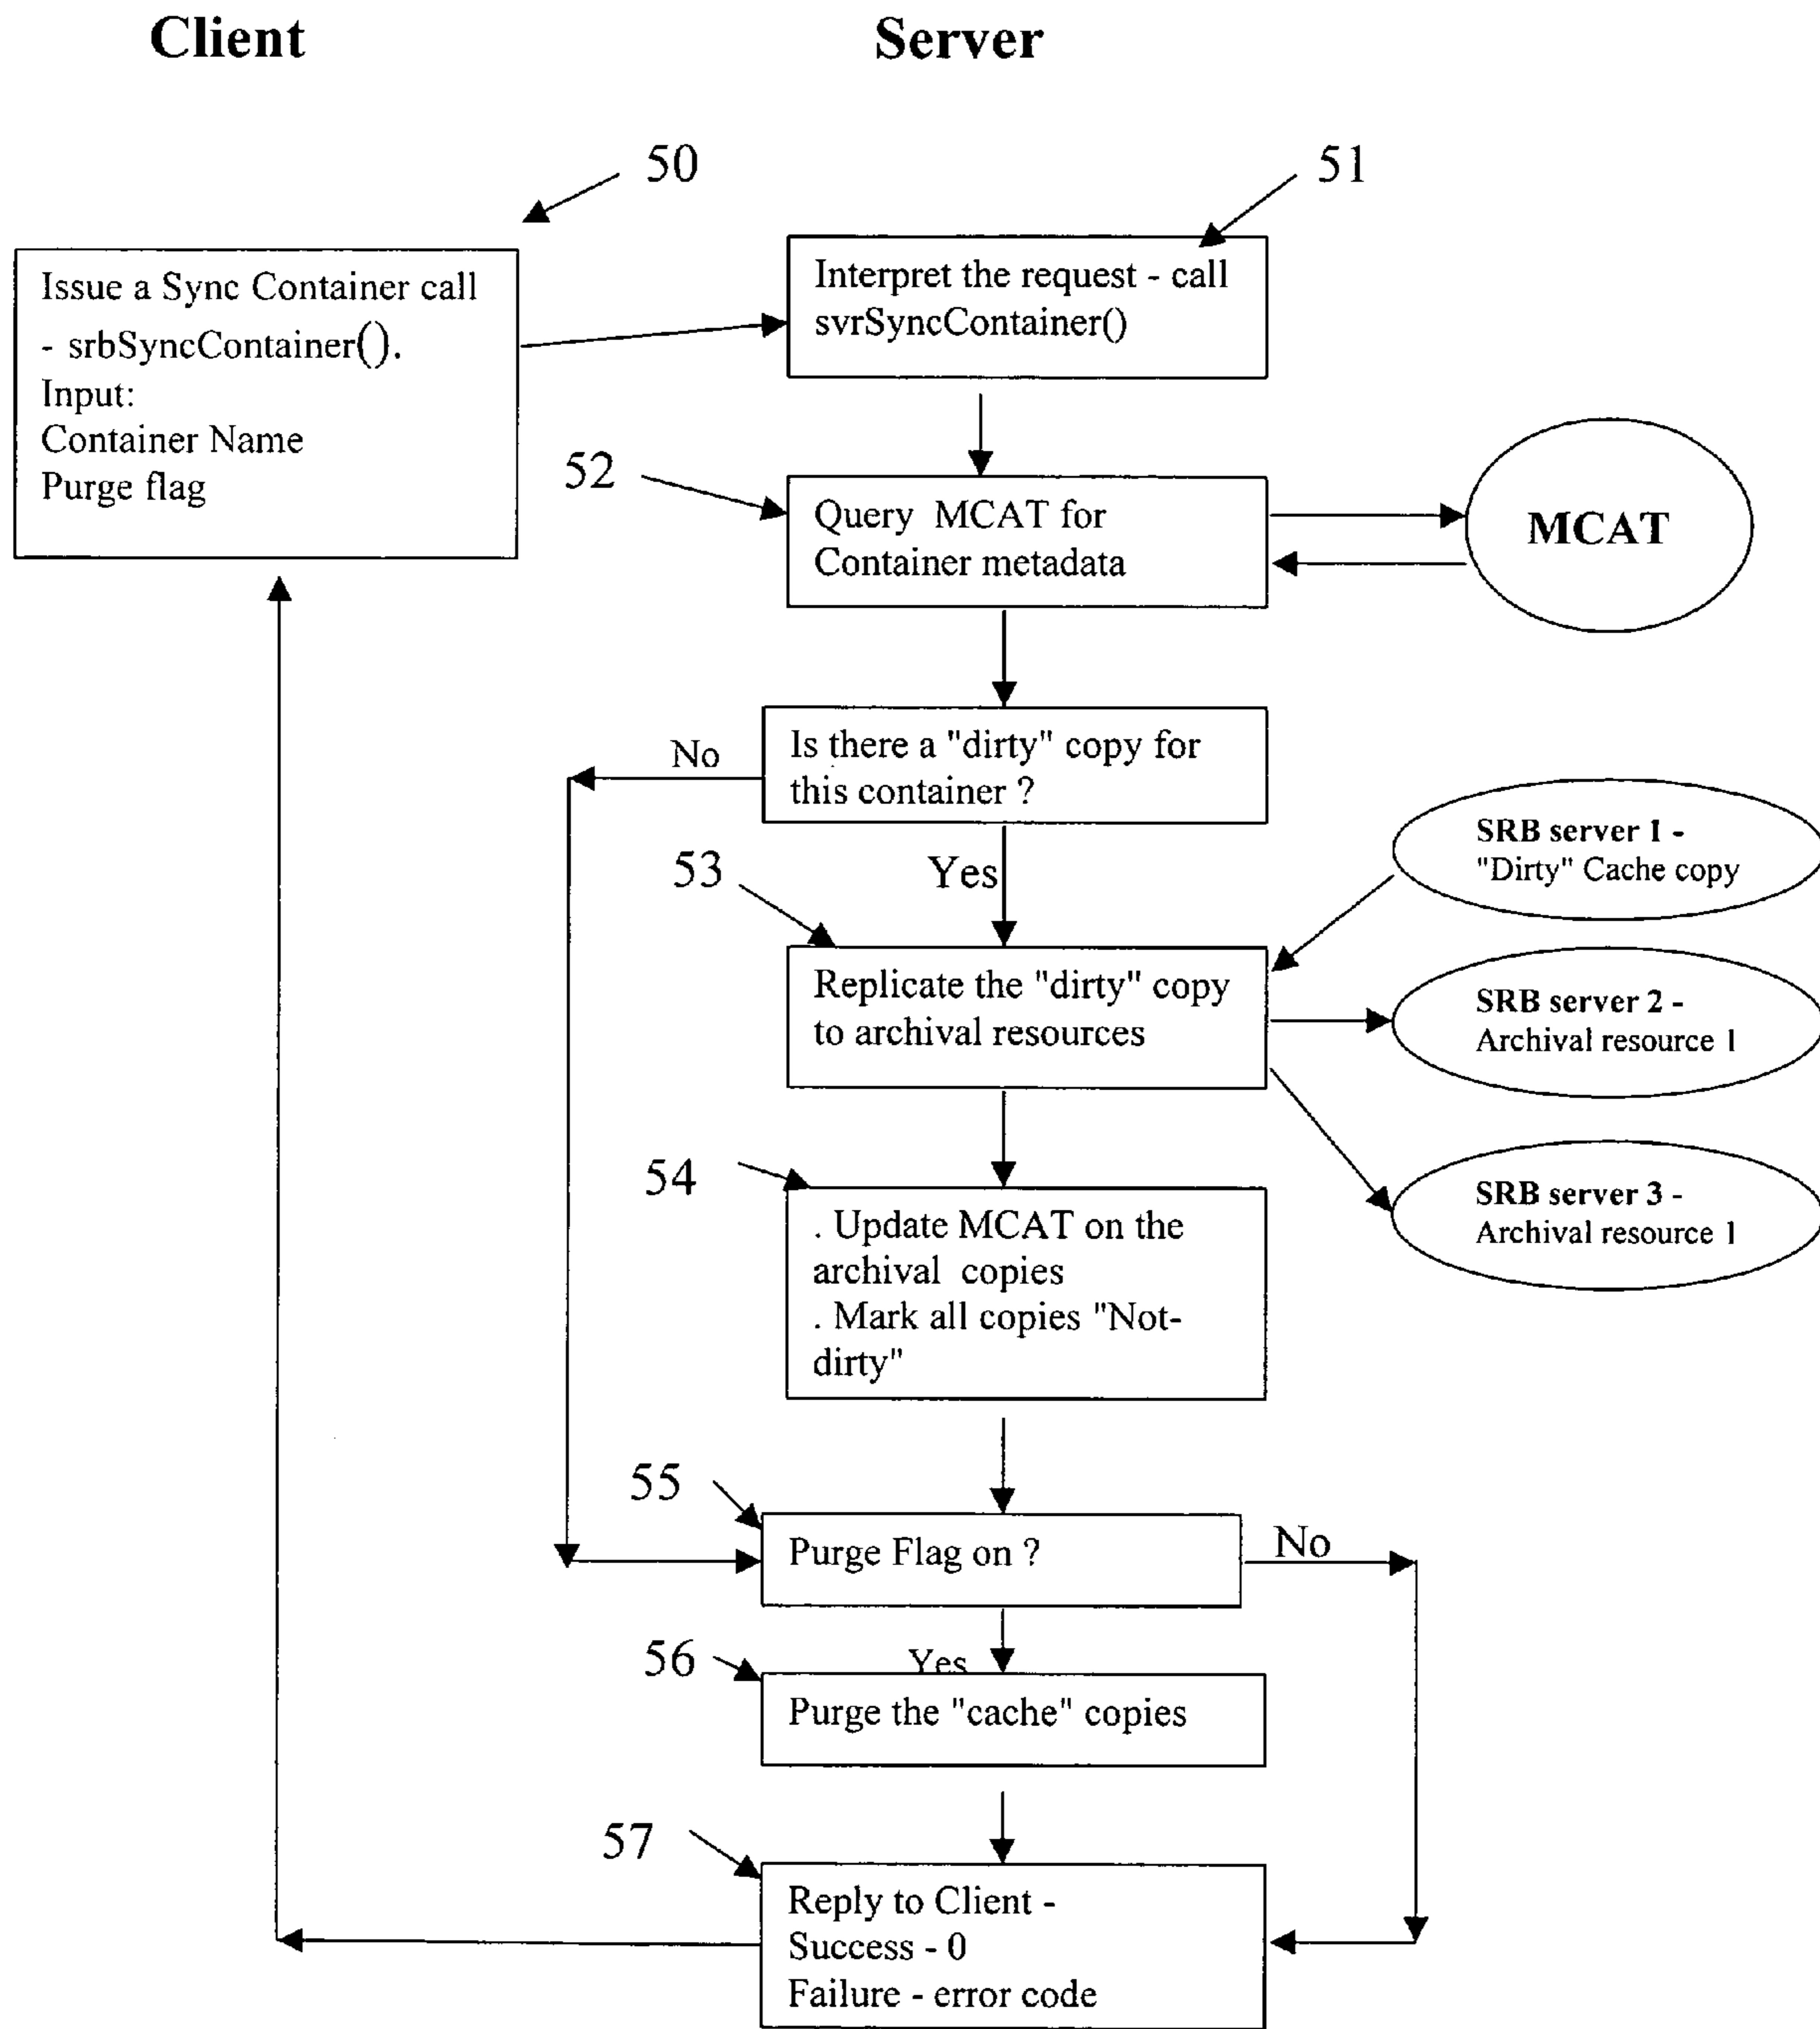 Client
Server
50
51
Issue a Sync Container call
- srbSyncContainer().
Input:
Container Name
Purge flag
Interpret the request - call
svrSyncContainer()
52
Query MCAT for
Container metadata
MCAT
Is there a "dirty" copy for
this container ?
No
Yes
SRB server 1 -
"Dirty" Cache copy
53
Replicate the "dirty" copy
to archival resources
SRB server 2 -
Archival resource 1
SRB server 3 -
Archival resource 1
54
. Update MCAT on the
archival copies
. Mark all copies "Not-
dirty"
55
Purge Flag on ?
No
Yes
56
Purge the "cache" copies
57
Reply to Client -
Success - 0
Failure - error code